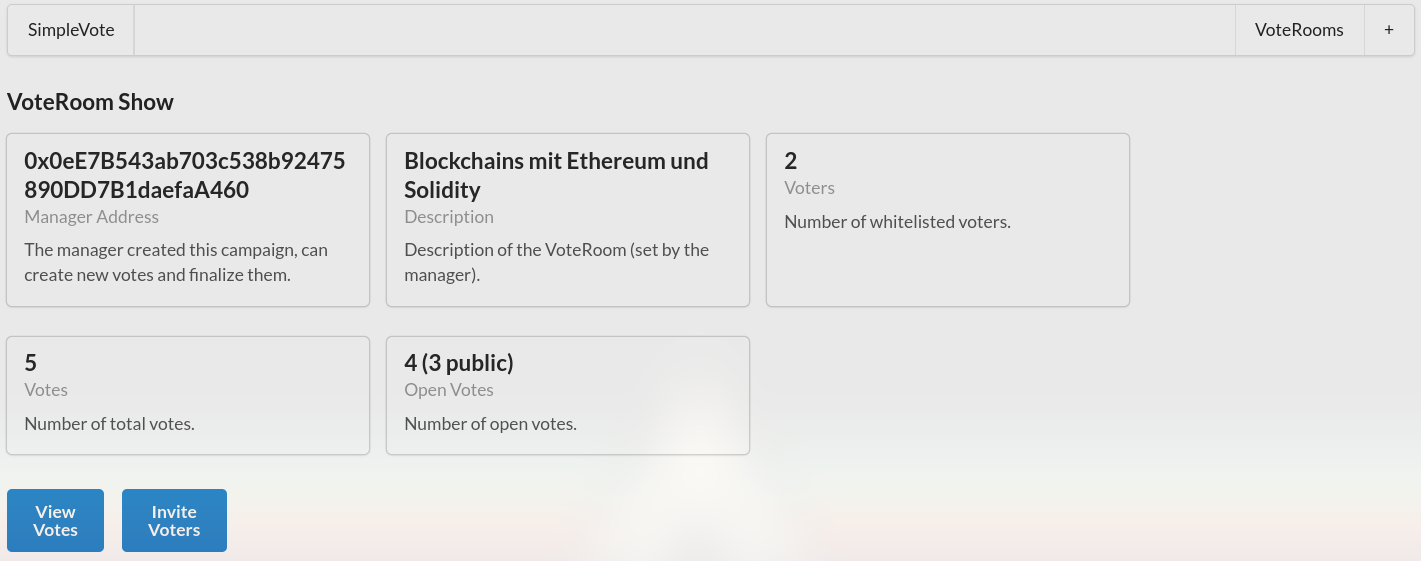 SimpleVote
VoteRooms
+
VoteRoom Show
0x0eE7B543ab703c538b92475
890DD7B1daefaA460
Manager Address
The manager created this campaign, can
create new votes and finalize them.
Blockchains mit Ethereum und
Solidity
Description
Description of the VoteRoom (set by the
manager).
2
Voters
Number of whitelisted voters.
5
Votes
Number of total votes.
4 (3 public)
Open Votes
Number of open votes.
View
Votes
Invite
Voters